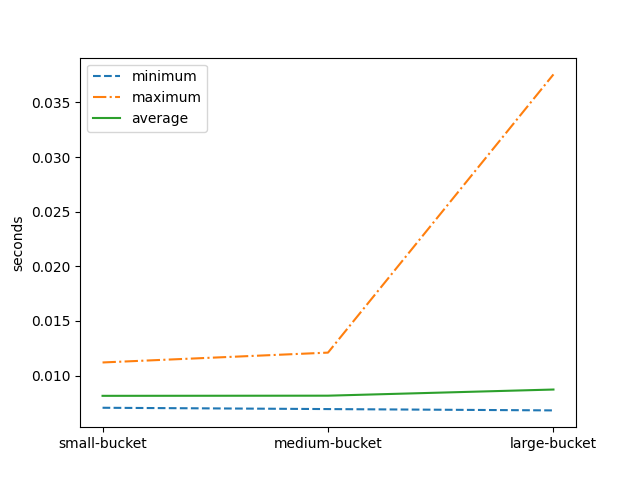 minimum
maximum
average
0.035
0.030
0.025
0.020
0.015
0.010
seconds
small-bucket
medium-bucket
large-bucket